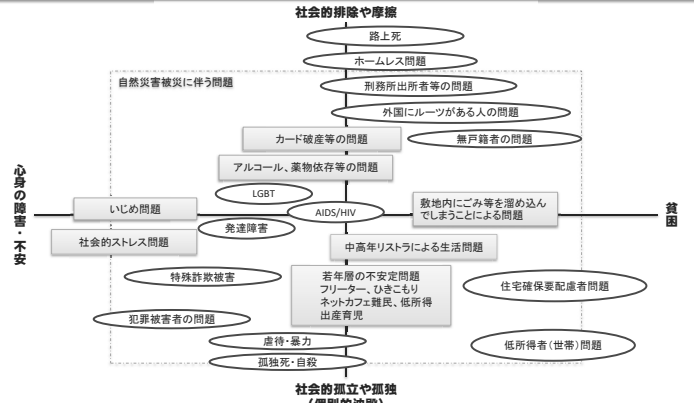 社会的排除や摩擦
路上死
ホームレス問題
自然災害被災に伴う問題
刑務所出所者等の問題
外国にルーツがある人の問題
カード破産等の問題
無戸籍者の問題
アルコール、薬物依存等の問題
心身の障害・不安
LGBT
いじめ問題
AIDS/HIV
敷地内にごみ等を溜め込ん
でしまうことによる問題
貧困
発達障害
社会的ストレス問題
中高年リストラによる生活問題
特殊詐欺被害
若年層の不安定問題
フリーター、ひきこもり
ネットカフェ難民、低所得
出産育児
住宅確保要配慮者問題
犯罪被害者の問題
虐待・暴力
低所得者(世帯)問題
孤独死・自殺
社会的孤立や孤独